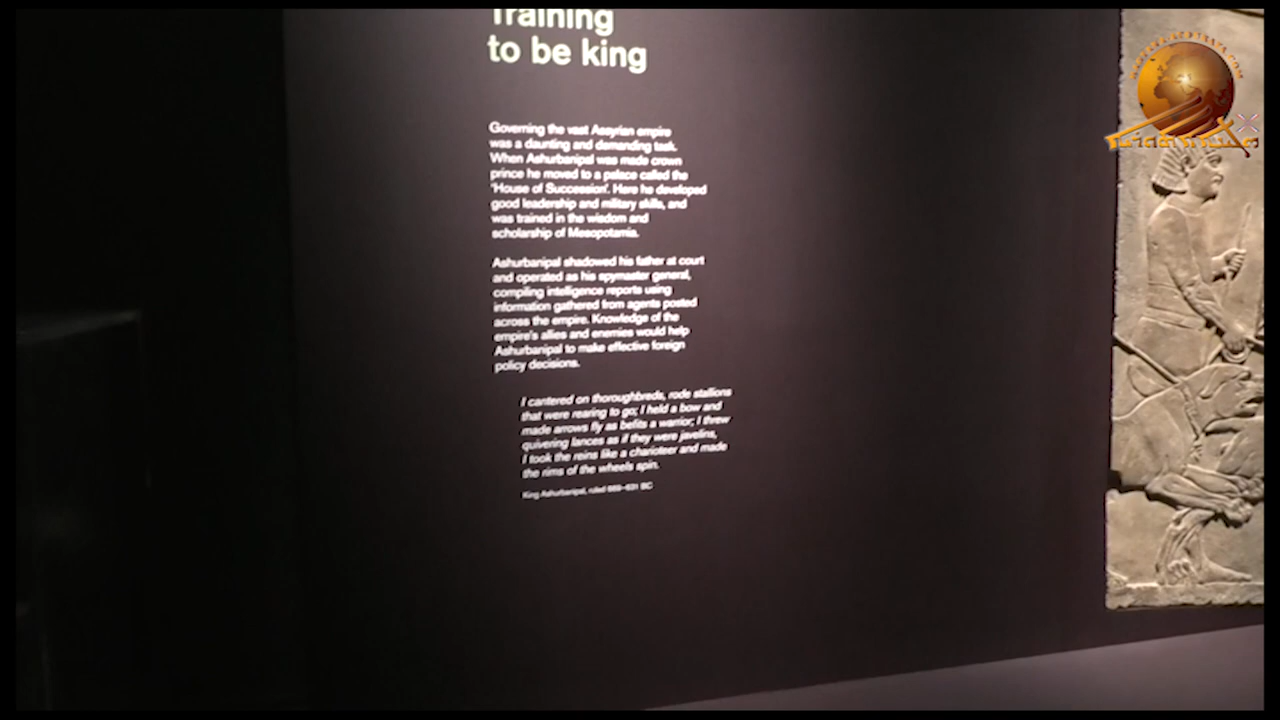 Training
to be king
Governing the vast Assyrian empire
was a daunting and demanding task.
When Ashurbanipal was made crown
prince he moved to a palace called the
'House of Succession'. Here he developed
good leadership and military skills, and
was trained in the wisdom and
scholarship of Mesopotamia.
Ashurbanipal shadowed his father at court
and operated as his spymaster general,
compiling intelligence reports using
information gathered from agents posted
across the empire. Knowledge of the
empire's allies and enemies would help
Ashurbanipal to make effective foreign
policy decisions.
I cantered on thoroughbreds, rode stallions
that were rearing to go; I held a bow and
made arrows fly as befits a warrior; I threw
quivering lances as if they were javelins,
I took the reins like a charioteer and made
the rims of the wheels spin.
King Ashurbanipal, ruled 669–631 BC